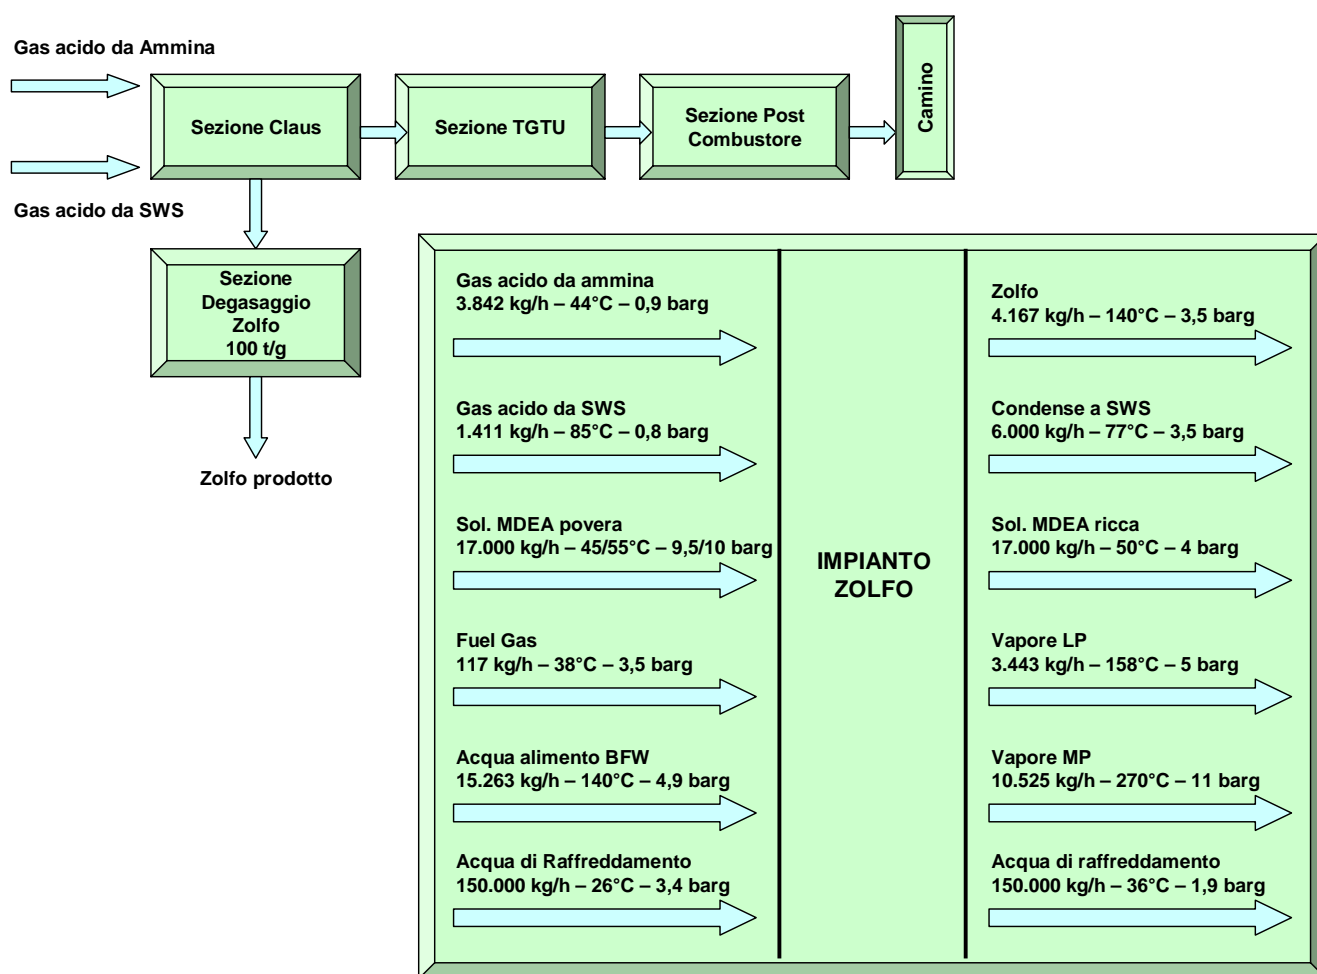 Gas acido da Ammina
Sezione Claus
Sezione TGTU
Sezione Post
Combustore
Camino
Gas acido da SWS
Sezione
Degasaggio
Zolfo
100 t/g
Zolfo prodotto
Gas acido da ammina
3.842 kg/h – 44°C – 0,9 barg
Gas acido da SWS
1.411 kg/h – 85°C – 0,8 barg
Sol. MDEA povera
17.000 kg/h – 45/55°C – 9,5/10 barg
Fuel Gas
117 kg/h – 38°C – 3,5 barg
Acqua alimento BFW
15.263 kg/h – 140°C – 4,9 barg
Acqua di Raffreddamento
150.000 kg/h – 26°C – 3,4 barg
IMPIANTO
ZOLFO
Zolfo
4.167 kg/h – 140°C – 3,5 barg
Condense a SWS
6.000 kg/h – 77°C – 3,5 barg
Sol. MDEA ricca
17.000 kg/h – 50°C – 4 barg
Vapore LP
3.443 kg/h – 158°C – 5 barg
Vapore MP
10.525 kg/h – 270°C – 11 barg
Acqua di raffreddamento
150.000 kg/h – 36°C – 1,9 barg